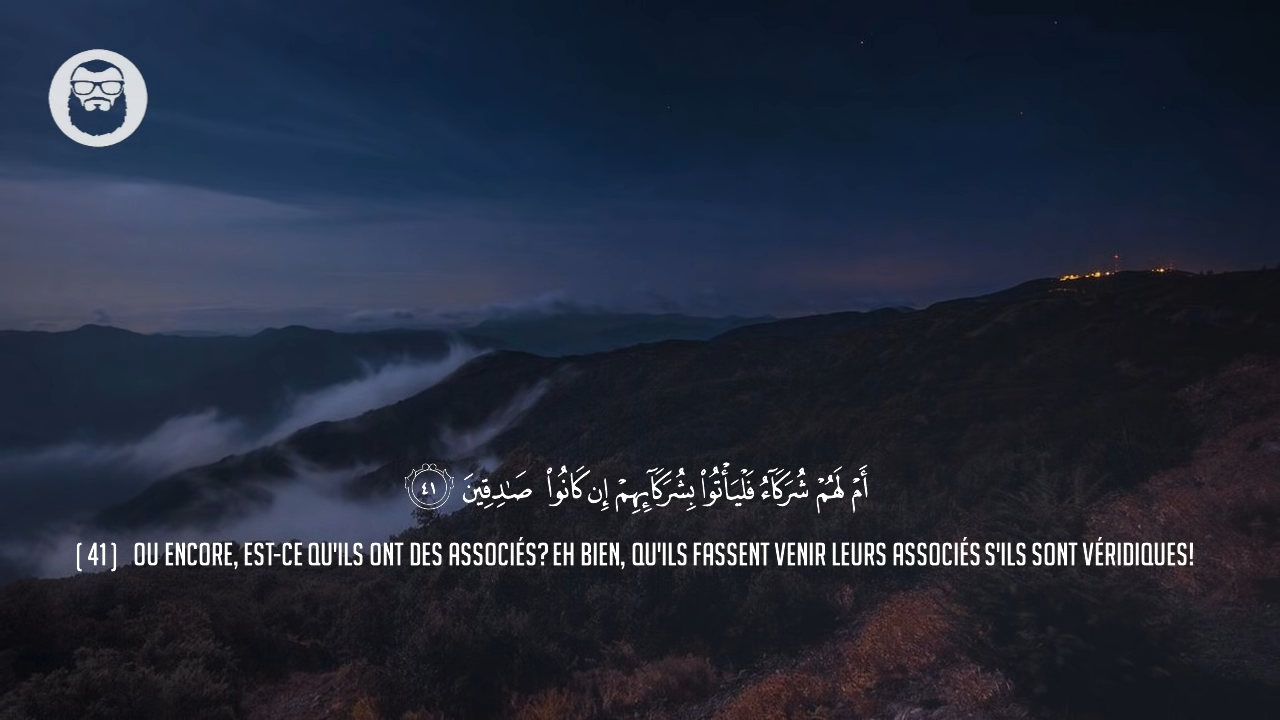 أَمْ لَهُمْ شُرَكَآءُ فَلْيَأْتُوا۟ بِشُرَكَآئِهِمْ إِن كَانُوا۟ صَـٰدِقِينَ ٤١
( 41 ) OU ENCORE, EST-CE QU'ILS ONT DES ASSOCIÉS? EH BIEN, QU'ILS FASSENT VENIR LEURS ASSOCIÉS S'ILS SONT VÉRIDIQUES!